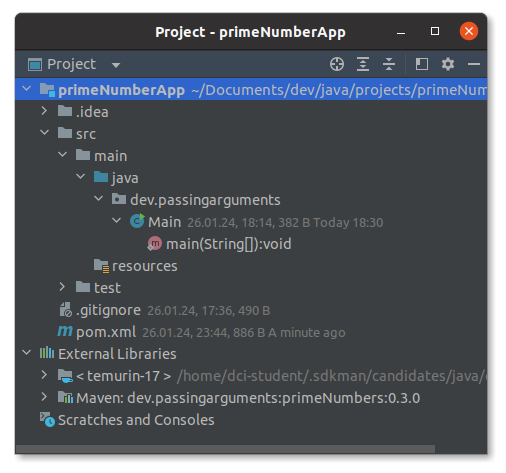 Project - primeNumberApp
Project
primeNumberApp ~/Documents/dev/java/projects/primeNum
.idea
src
main
java
dev.passingarguments
Main 26.01.24, 18:14, 382 B Today 18:30
main(String[]):void
resources
test
.gitignore 26.01.24, 17:36, 490 B
pom.xml 26.01.24, 23:44, 886 B A minute ago
External Libraries
< temurin-17 > /home/dci-student/.sdkman/candidates/java/
Maven: dev.passingarguments:primeNumbers:0.3.0
Scratches and Consoles